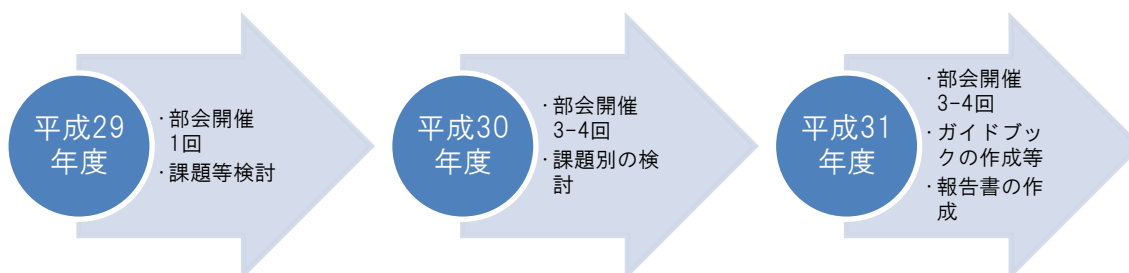 平成29
年度
・部会開催
1回
・課題等検討
平成30
年度
・部会開催
3-4回
・課題別の検
討
平成31
年度
・部会開催
3-4回
・ガイドブッ
クの作成等
・報告書の作
成